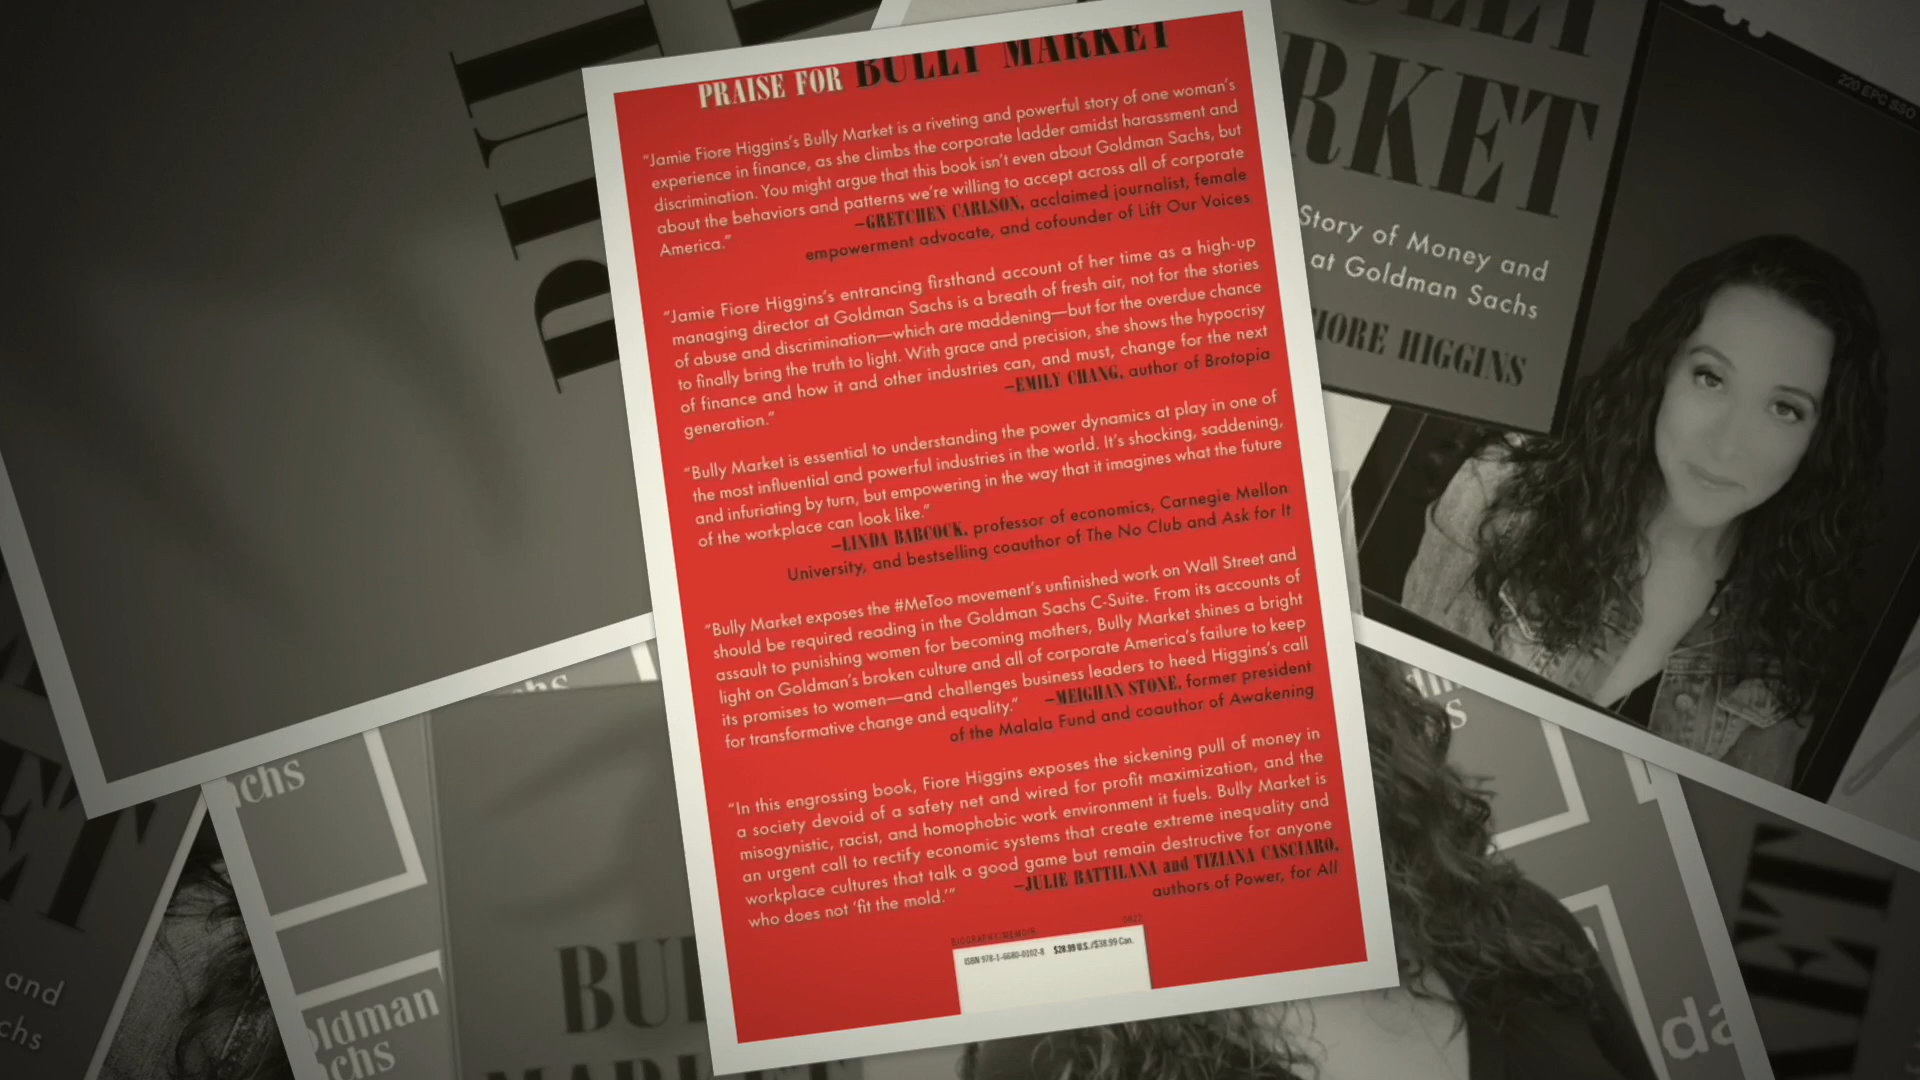 PRAISE FOR BULLY MARKET
"Jamie Fiore Higgins's Bully Market is a riveting and powerful story of one woman's
experience in finance, as she climbs the corporate ladder amidst harassment and
discrimination. You might argue that this book isn't even about Goldman Sachs, but
about the behaviors and patterns we're willing to accept across all of corporate
America."
–GRETCHEN CARLSON, acclaimed journalist, female
empowerment advocate, and cofounder of Lift Our Voices
"Jamie Fiore Higgins's entrancing firsthand account of her time as a high-up
managing director at Goldman Sachs is a breath of fresh air, not for the stories
of abuse and discrimination—which are maddening—but for the overdue chance
to finally bring the truth to light. With grace and precision, she shows the hypocrisy
of finance and how it and other industries can, and must, change for the next
generation."
–EMILY CHANG, author of Brotopia
"Bully Market is essential to understanding the power dynamics at play in one of
the most influential and powerful industries in the world. It's shocking, saddening,
and infuriating by turn, but empowering in the way that it imagines what the future
of the workplace can look like."
–LINDA BABCOCK, professor of economics, Carnegie Mellon
University, and bestselling coauthor of The No Club and Ask for It
"Bully Market exposes the #MeToo movement's unfinished work on Wall Street and
should be required reading in the Goldman Sachs C-Suite. From its accounts of
assault to punishing women for becoming mothers, Bully Market shines a bright
light on Goldman's broken culture and all of corporate America's failure to keep
its promises to women—and challenges business leaders to heed Higgins's call
for transformative change and equality."
–MEIGHAN STONE, former president
of the Malala Fund and coauthor of Awakening
"In this engrossing book, Fiore Higgins exposes the sickening pull of money in
a society devoid of a safety net and wired for profit maximization, and the
misogynistic, racist, and homophobic work environment it fuels. Bully Market is
an urgent call to rectify economic systems that create extreme inequality and
workplace cultures that talk a good game but remain destructive for anyone
who does not 'fit the mold.'"
–JULIE BATTILANA and TIZIANA CASCIARO,
authors of Power, for All
BIOGRAPHY/MEMOIR
0822
ISBN 978-1-6680-0102-8 $28.99 U.S./$38.99 Can.
RKET
Story of Money and
at Goldman Sachs
IORE HIGGINS
220 EPC SSO
and
chs
achs
oldman
achs
BU
MARKET
da